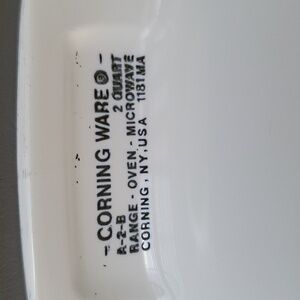 - CORNING WARE ® -
A-2-B 2 QUART
RANGE - OVEN - MICROWAVE
CORNING, NY, USA 1181MA